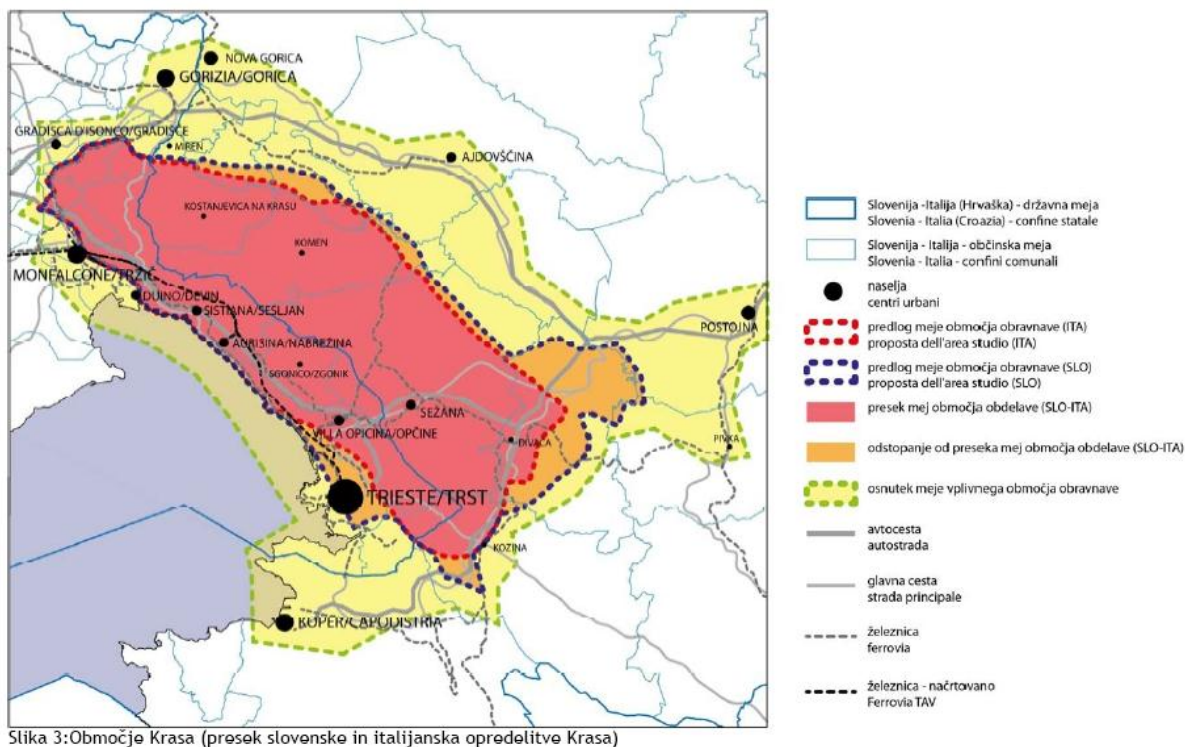 NOVA GORICA
GORIZIA/GORICA
GRADISCA D'ISONCO/GRADIŠČE
MIREN
AJDOVŠČINA
KOSTANJEVICA NA KRASU
KOMEN
MONFALCONE/TRŽIČ
DUINO/DEVIN
SISTIANA/SESLJAN
POSTOJNA
AURISINA/NABREŽINA
SGONICO/ZGONIK
SEŽANA
VILLA OPICINA/OPČINE
DIVAČA
PIVKA
TRIESTE/TRST
KOZINA
KOPER/CAPODISTRIA
Slovenija -Italija (Hrvaška) - državna meja
Slovenia - Italia (Croazia) - confine statale
Slovenija - Italija - občinska meja
Slovenia - Italia - confini comunali
naselja
centri urbani
predlog meje območja obravnave (ITA)
proposta dell'area studio (ITA)
predlog meje območja obravnave (SLO)
proposta dell'area studio (SLO)
presek mej območja obdelave (SLO-ITA)
odstopanje od preseka mej območja obdelave (SLO-ITA)
osnutek meje vplivnega območja obravnave
avtocesta
autostrada
glavna cesta
strada principale
železnica
ferrovia
železnica - načrtovano
Ferrovia TAV
Slika 3:Območje Krasa (presek slovenske in italijanska opredelitve Krasa)